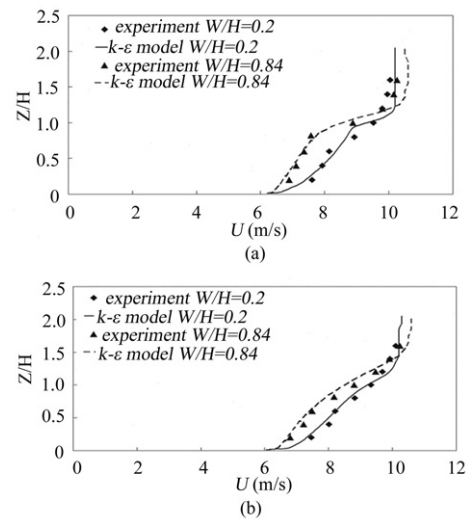 (a)
2.5
2.0
1.5
1.0
0.5
0
Z/H
experiment W/H=0.2
k-ε model W/H=0.2
experiment W/H=0.84
k-ε model W/H=0.84
0 2 4 6 8 10 12
U (m/s)
(a)
2.5
2.0
1.5
1.0
0.5
0
Z/H
experiment W/H=0.2
k-ε model W/H=0.2
experiment W/H=0.84
k-ε model W/H=0.84
0 2 4 6 8 10 12
U (m/s)
(b)